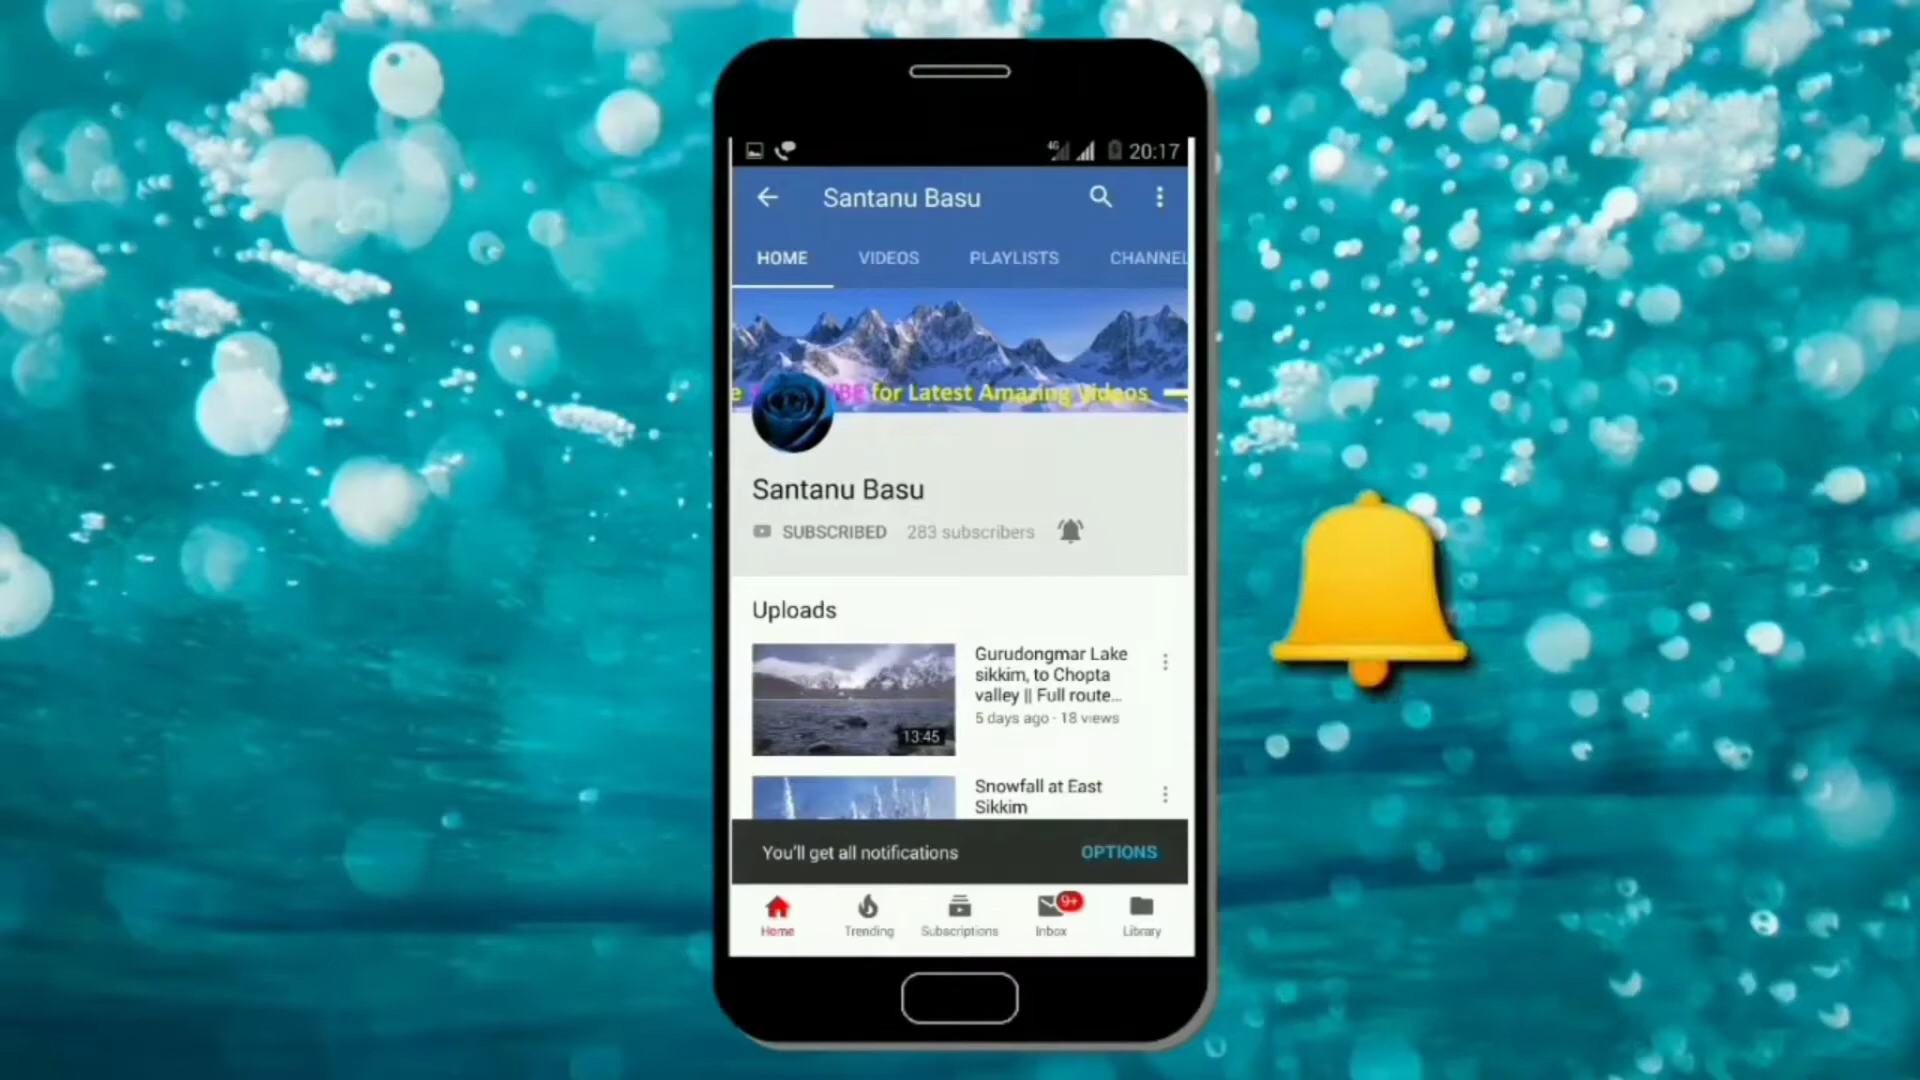 4G 20:17
Santanu Basu
HOME VIDEOS PLAYLISTS CHANNEL
e for Latest Amazing Videos
Santanu Basu
SUBSCRIBED 283 subscribers
Uploads
Gurudongmar Lake
sikkim, to Chopta
valley || Full route...
5 days ago · 18 views
13:45
Snowfall at East
Sikkim
You'll get all notifications OPTIONS
9+
Home Trending Subscriptions Inbox Library